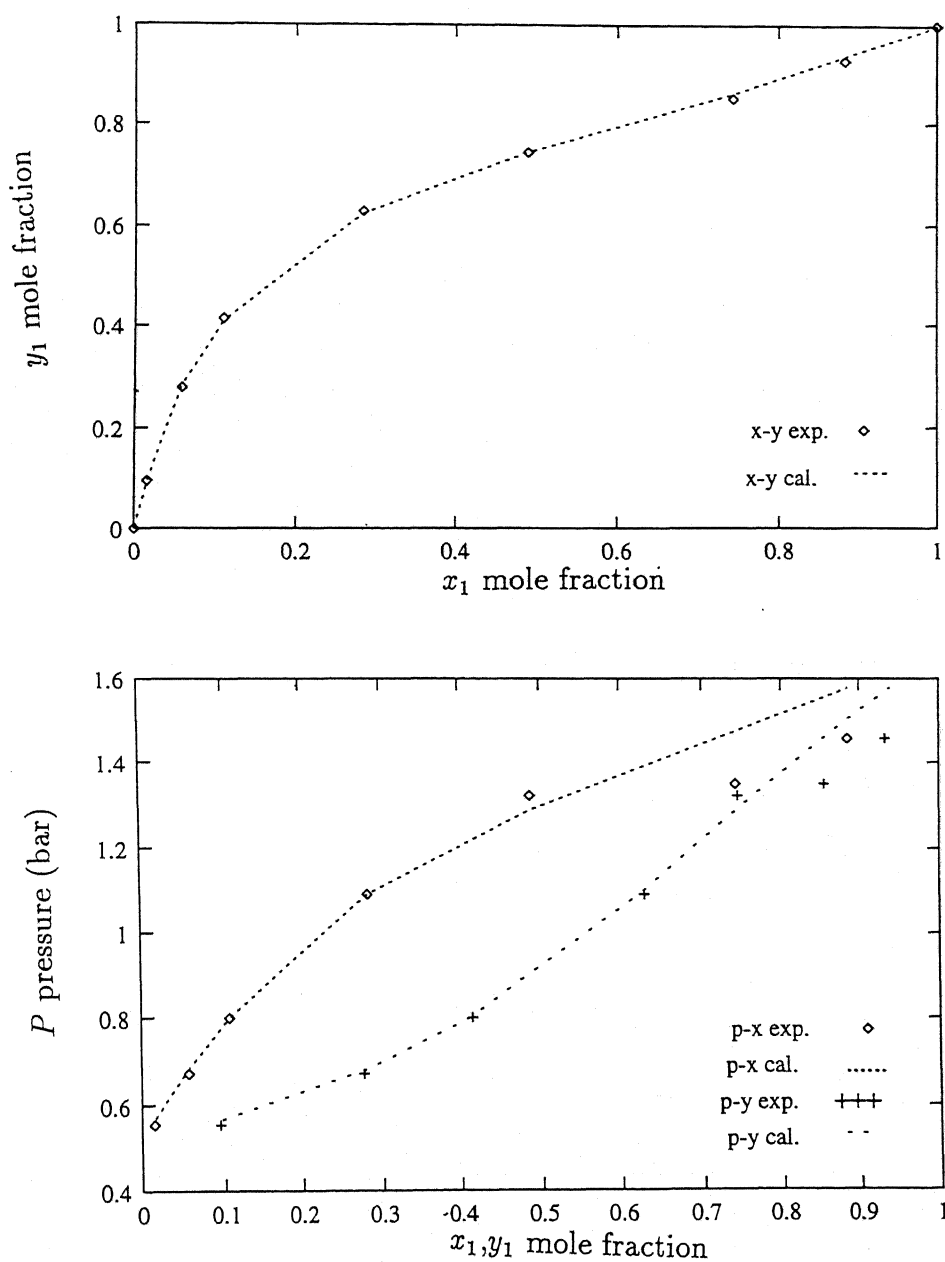 1
0.8
0.6
0.4
0.2
0
y₁ mole fraction
x-y exp.
x-y cal.
0 0.2 0.4 0.6 0.8 1
x₁ mole fraction
1.6
1.4
1.2
1
0.8
0.6
0.4
P pressure (bar)
p-x exp.
p-x cal.
p-y exp.
p-y cal.
0 0.1 0.2 0.3 0.4 0.5 0.6 0.7 0.8 0.9 1
x₁,y₁ mole fraction